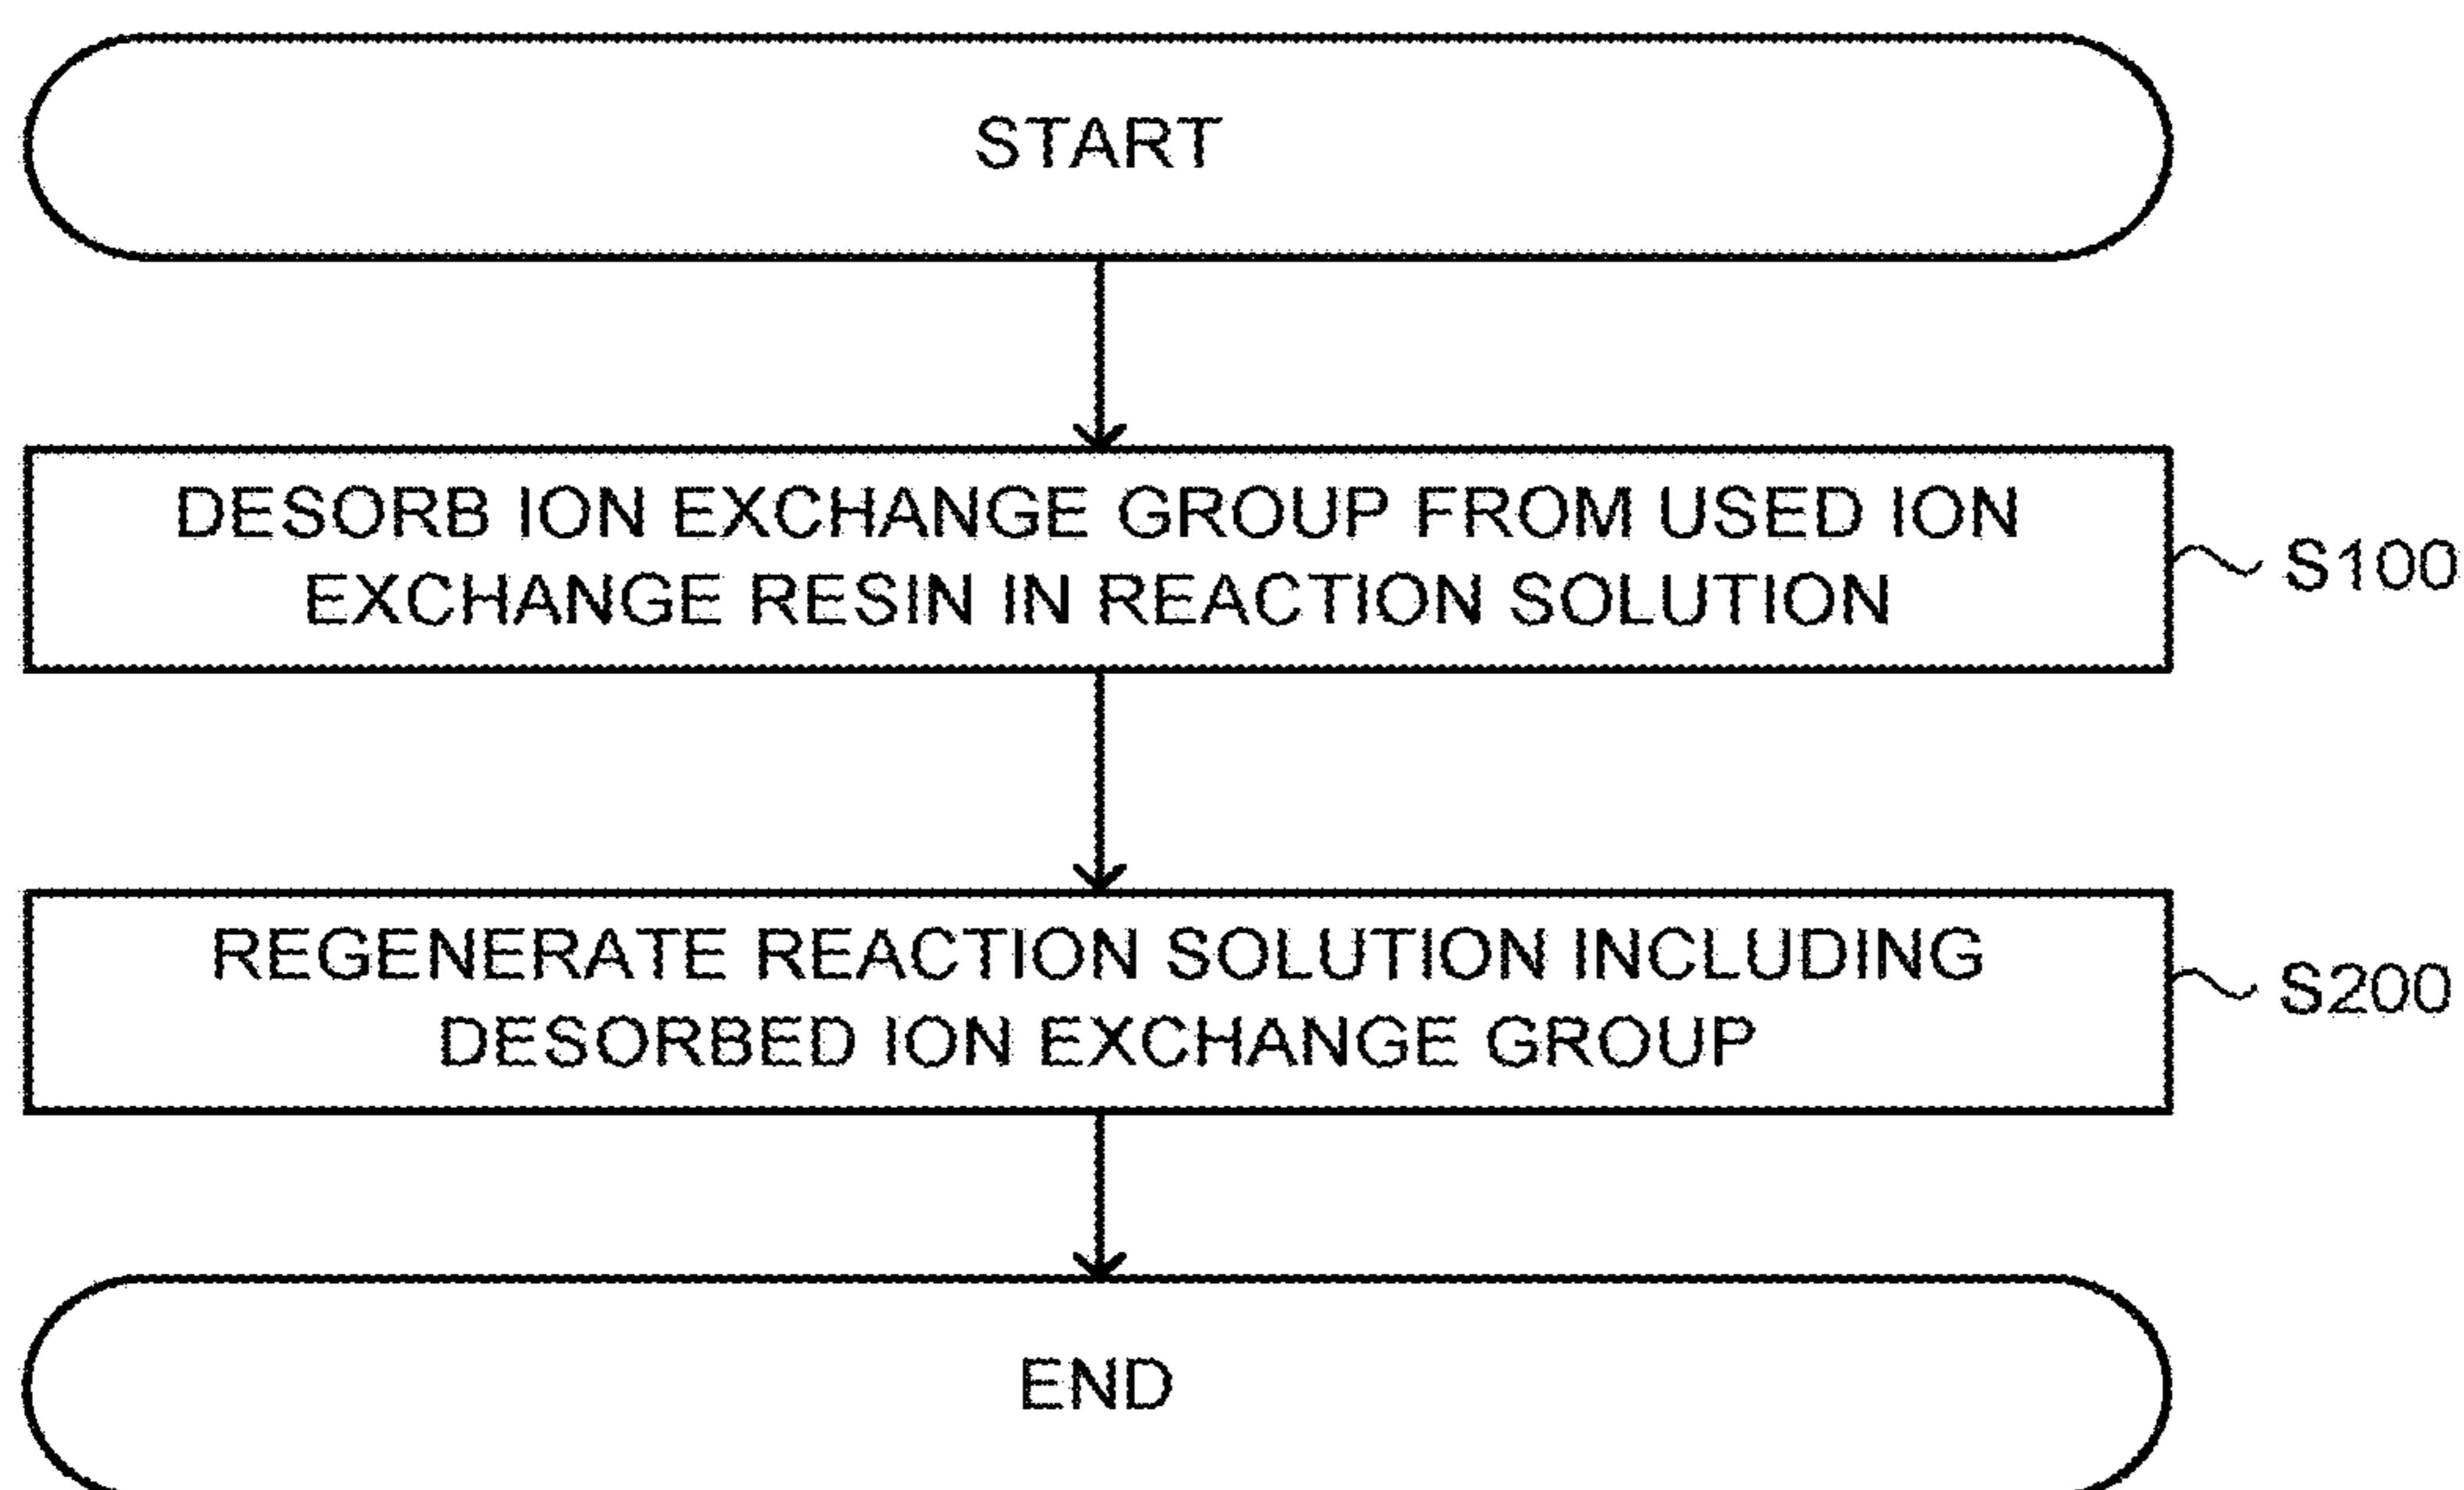 START
DESORB ION EXCHANGE GROUP FROM USED ION
EXCHANGE RESIN IN REACTION SOLUTION
S100
REGENERATE REACTION SOLUTION INCLUDING
DESORBED ION EXCHANGE GROUP
S200
END